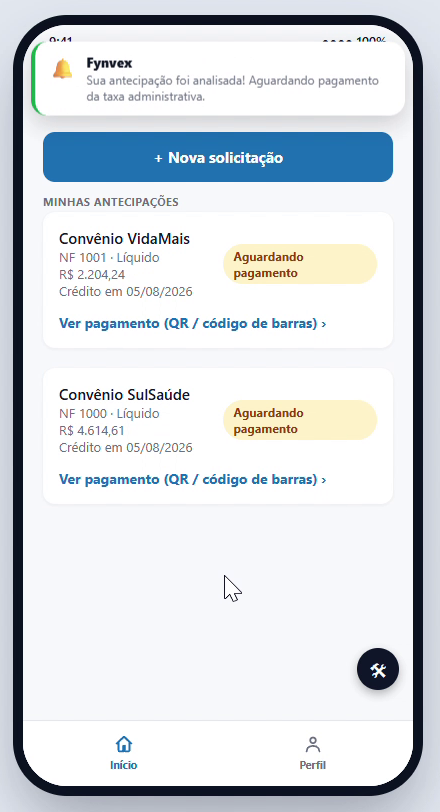 9:41
100%
Fynvex
Sua antecipação foi analisada! Aguardando pagamento
da taxa administrativa.
+ Nova solicitação
MINHAS ANTECIPAÇÕES
Convênio VidaMais
NF 1001 · Líquido
R$ 2.204,24
Crédito em 05/08/2026
Aguardando
pagamento
Ver pagamento (QR / código de barras) ›
Convênio SulSaúde
NF 1000 · Líquido
R$ 4.614,61
Crédito em 05/08/2026
Aguardando
pagamento
Ver pagamento (QR / código de barras) ›
Início
Perfil